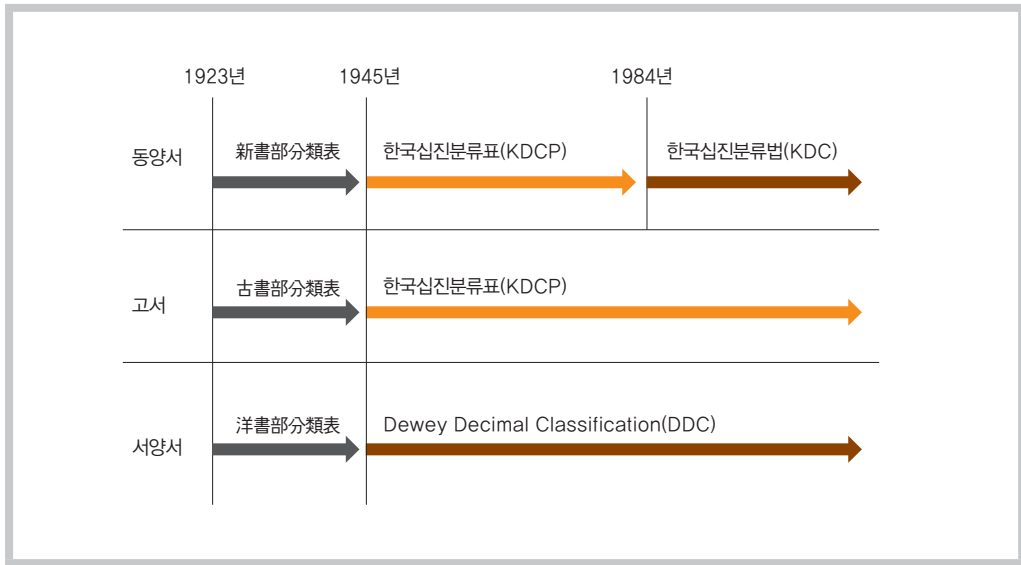 1923년 1945년 1984년
동양서 新書部分類表 한국십진분류표(KDCP) 한국십진분류법(KDC)
고서 古書部分類表 한국십진분류표(KDCP)
서양서 洋書部分類表 Dewey Decimal Classification(DDC)